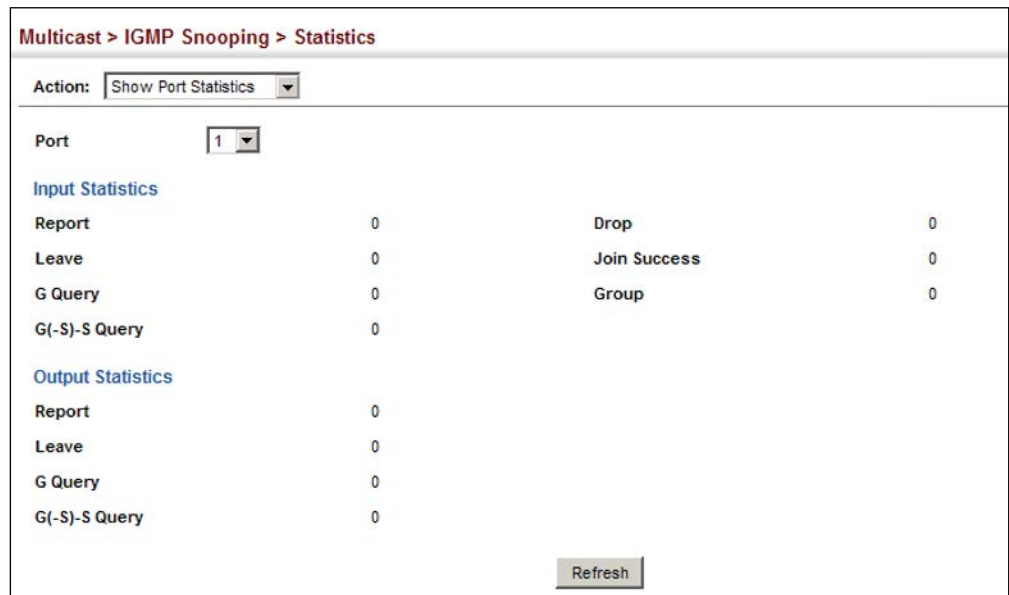 Multicast > IGMP Snooping > Statistics
Action: Show Port Statistics
Port 1
Input Statistics
Report 0 Drop 0
Leave 0 Join Success 0
G Query 0 Group 0
G(-S)-S Query 0
Output Statistics
Report 0
Leave 0
G Query 0
G(-S)-S Query 0
Refresh